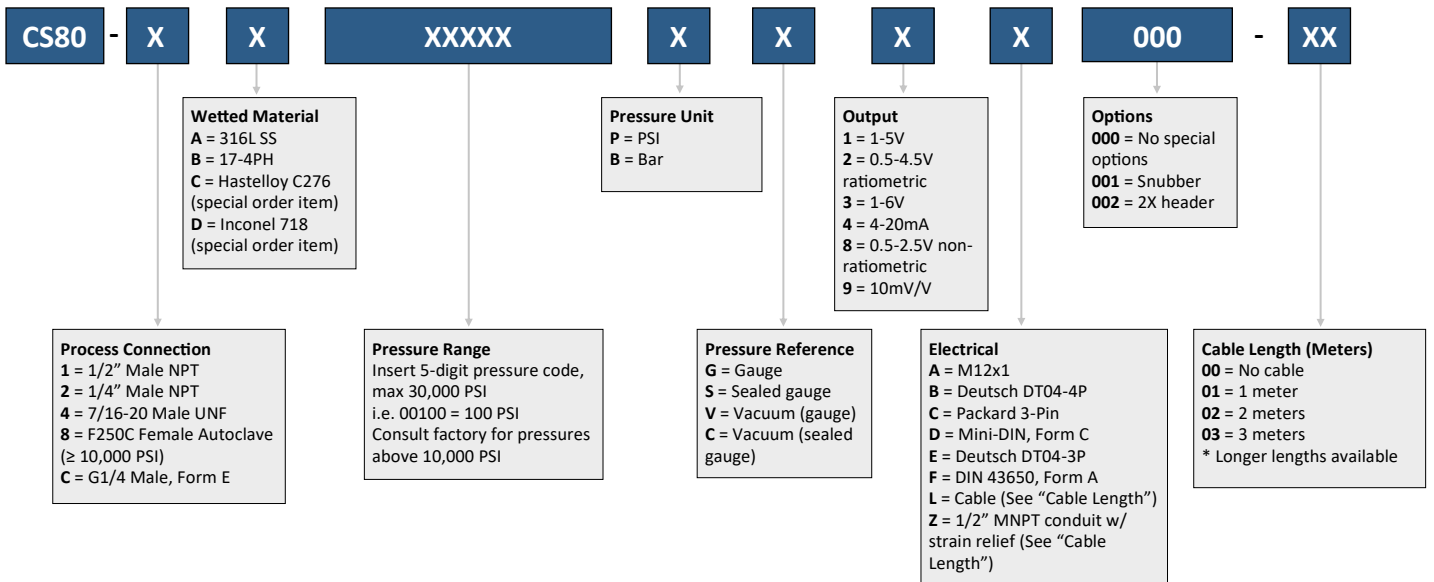 CS80 - X X XXXXX X X X X 000 - XX
Wetted Material
A = 316L SS
B = 17-4PH
C = Hastelloy C276
(special order item)
D = Inconel 718
(special order item)
Pressure Unit
P = PSI
B = Bar
Output
1 = 1-5V
2 = 0.5-4.5V
ratiometric
3 = 1-6V
4 = 4-20mA
8 = 0.5-2.5V non-
ratiometric
9 = 10mV/V
Options
000 = No special
options
001 = Snubber
002 = 2X header
Process Connection
1 = 1/2” Male NPT
2 = 1/4” Male NPT
4 = 7/16-20 Male UNF
8 = F250C Female Autoclave
(≥ 10,000 PSI)
C = G1/4 Male, Form E
Pressure Range
Insert 5-digit pressure code,
max 30,000 PSI
i.e. 00100 = 100 PSI
Consult factory for pressures
above 10,000 PSI
Pressure Reference
G = Gauge
S = Sealed gauge
V = Vacuum (gauge)
C = Vacuum (sealed
gauge)
Electrical
A = M12x1
B = Deutsch DT04-4P
C = Packard 3-Pin
D = Mini-DIN, Form C
E = Deutsch DT04-3P
F = DIN 43650, Form A
L = Cable (See “Cable Length”)
Z = 1/2” MNPT conduit w/
strain relief (See “Cable
Length”)
Cable Length (Meters)
00 = No cable
01 = 1 meter
02 = 2 meters
03 = 3 meters
* Longer lengths available